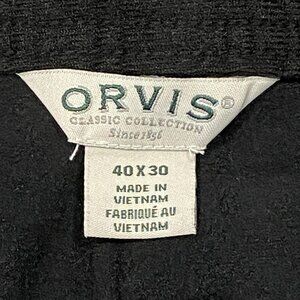 ORVIS®
CLASSIC COLLECTION
Since 1856
40 X 30
MADE IN
VIETNAM
FABRIQUÉ AU
VIETNAM